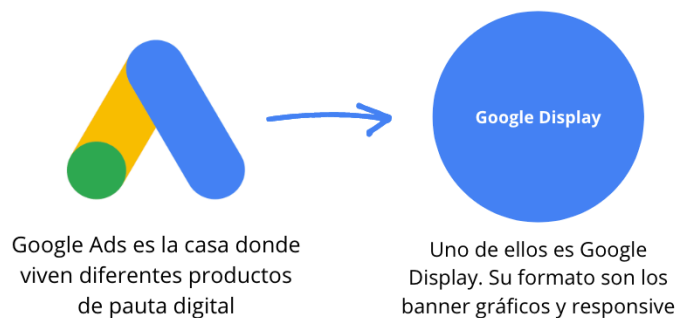 Google Display
Google Ads es la casa donde
viven diferentes productos
de pauta digital
Uno de ellos es Google
Display. Su formato son los
banner gráficos y responsive